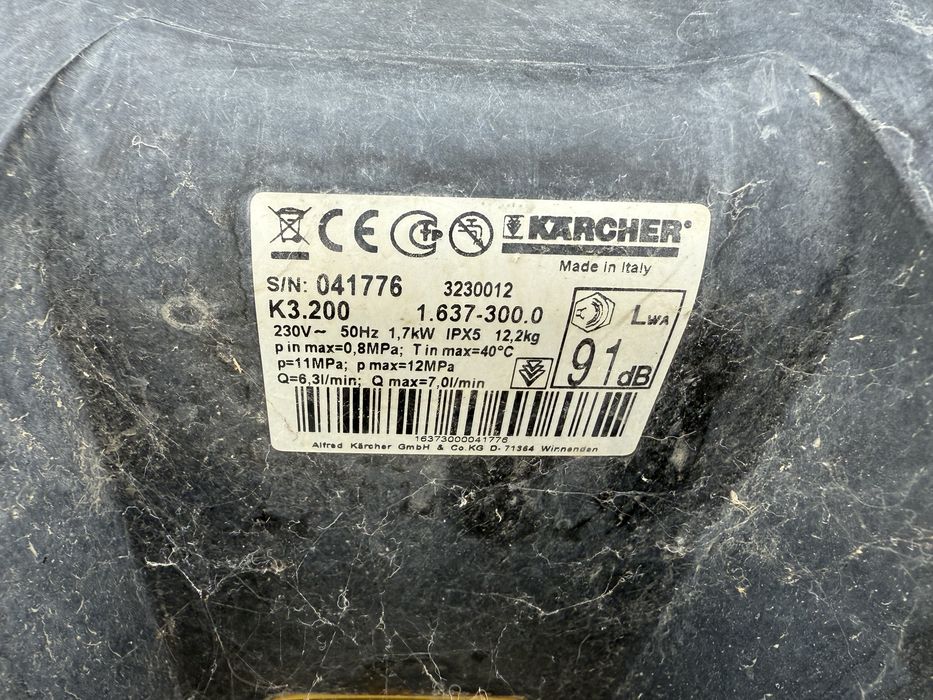 KÄRCHER®
Made in Italy
S/N: 041776 3230012
K3.200 1.637-300.0
230V~ 50Hz 1,7kW IPX5 12,2kg
p in max=0,8MPa; T in max=40°C
p=11MPa; p max=12MPa
Q=6,3l/min; Q max=7,0l/min
LWA
91 dB
16373000041776
Alfred Kärcher GmbH & Co.KG D-71364 Winnenden